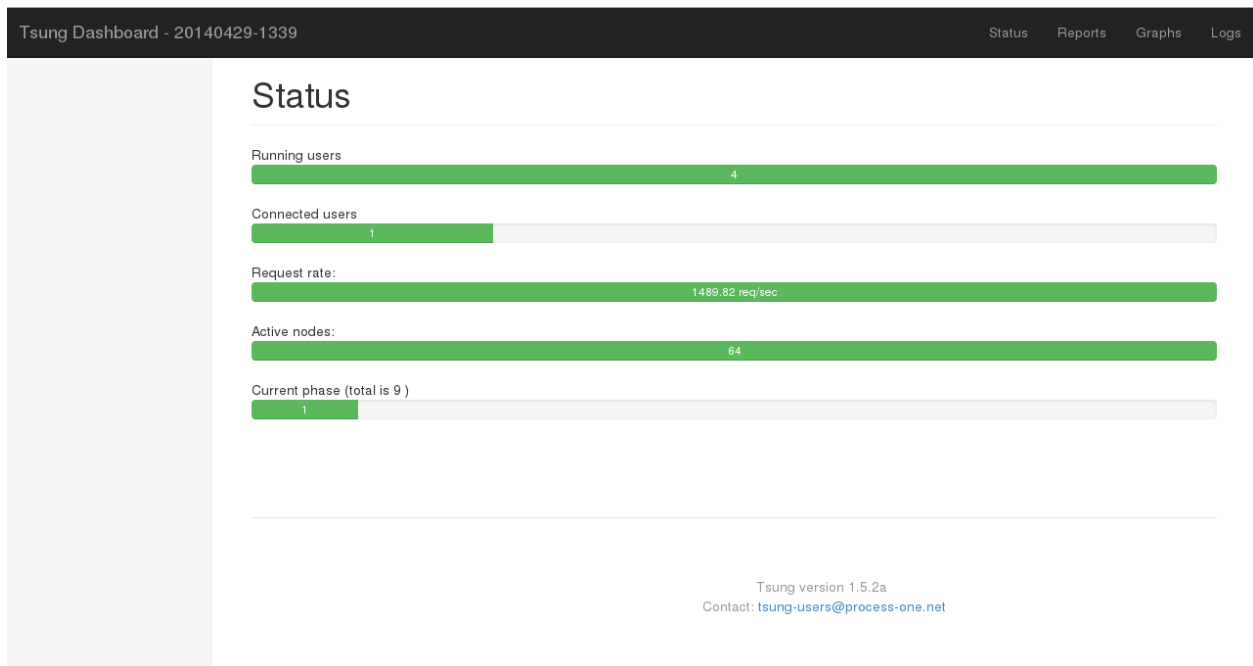 Tsung Dashboard - 20140429-1339 Status Reports Graphs Logs
Status
Running users
4
Connected users
1
Request rate:
1489.82 req/sec
Active nodes:
64
Current phase (total is 9 )
1
Tsung version 1.5.2a
Contact: tsung-users@process-one.net